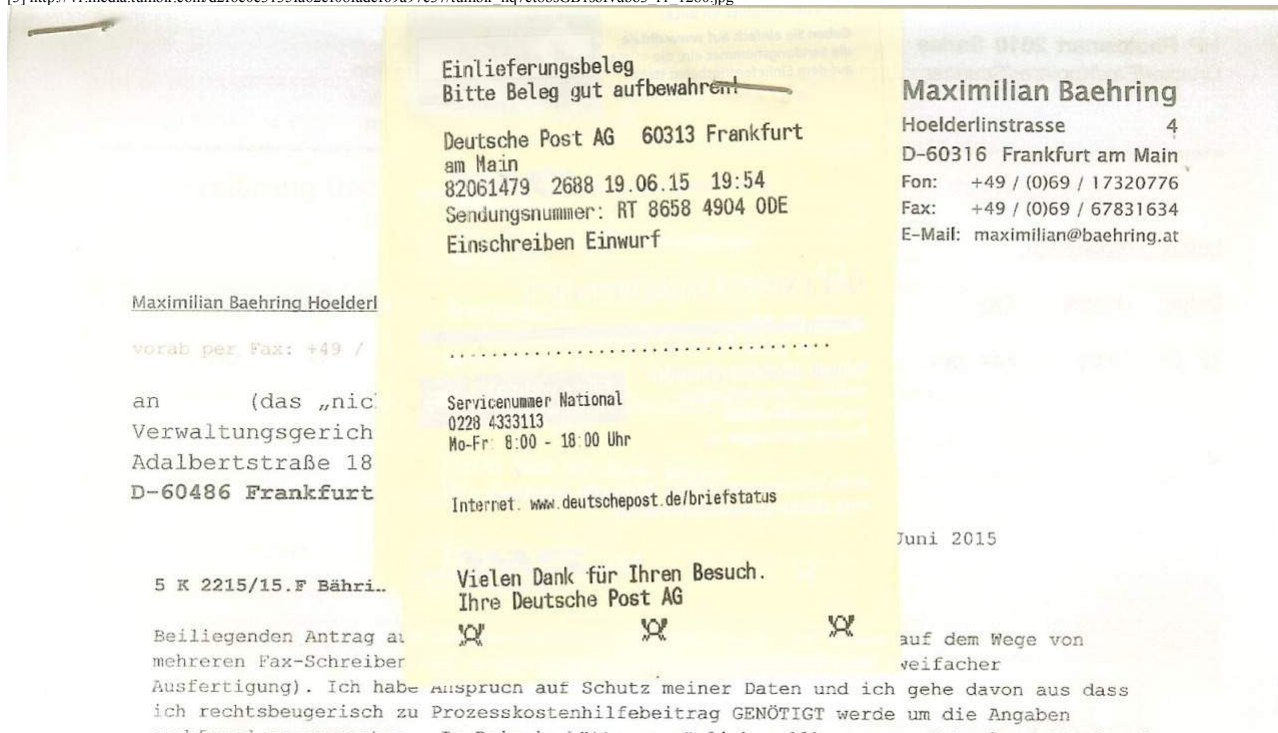 Einlieferungsbeleg
Bitte Beleg gut aufbewahren!
Deutsche Post AG 60313 Frankfurt
am Main
82061479 2688 19.06.15 19:54
Sendungsnummer: RT 8658 4904 0DE
Einschreiben Einwurf
Servicenummer National
0228 4333113
Mo-Fr: 8:00 - 18:00 Uhr
Internet: www.deutschepost.de/briefstatus
Vielen Dank für Ihren Besuch.
Ihre Deutsche Post AG
Maximilian Baehring
Hoelderlinstrasse 4
D-60316 Frankfurt am Main
Fon: +49 / (0)69 / 17320776
Fax: +49 / (0)69 / 67831634
E-Mail: maximilian@baehring.at
Maximilian Baehring Hoelderl
vorab per Fax: +49 /
an (das „nic
Verwaltungsgerich
Adalbertstraße 18
D-60486 Frankfurt
Juni 2015
5 K 2215/15.F Bähri
Beiliegenden Antrag au auf dem Wege von
mehreren Fax-Schreiben weifacher
Ausfertigung). Ich habe Anspruch auf Schutz meiner Daten und ich gehe davon aus dass
ich rechtsbeugerisch zu Prozesskostenhilfebeitrag GENÖTIGT werde um die Angaben